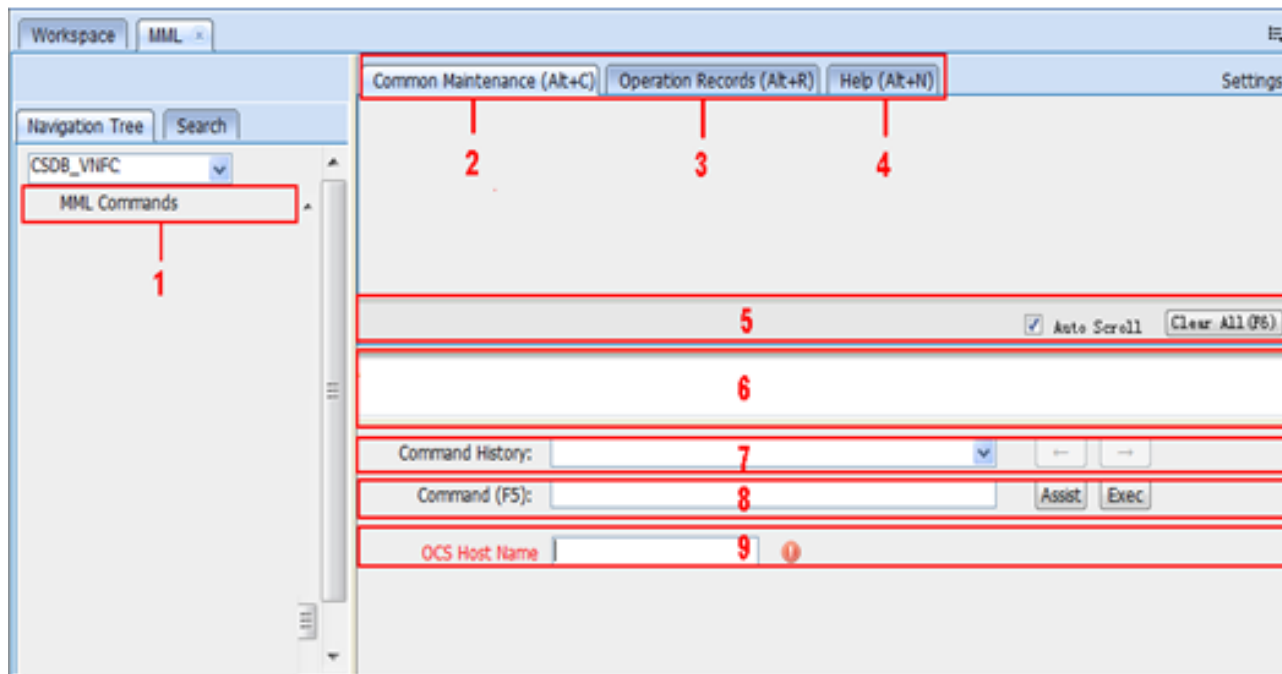 Workspace MML ×
Common Maintenance (Alt+C) Operation Records (Alt+R) Help (Alt+N) Settings
Navigation Tree Search
2 3 4
CSDB_VNFC
MML Commands
1
5 Auto Scroll Clear All(F6)
6
Command History: 7 ← →
Command (F5): 8 Assist Exec
OCS Host Name 9 !